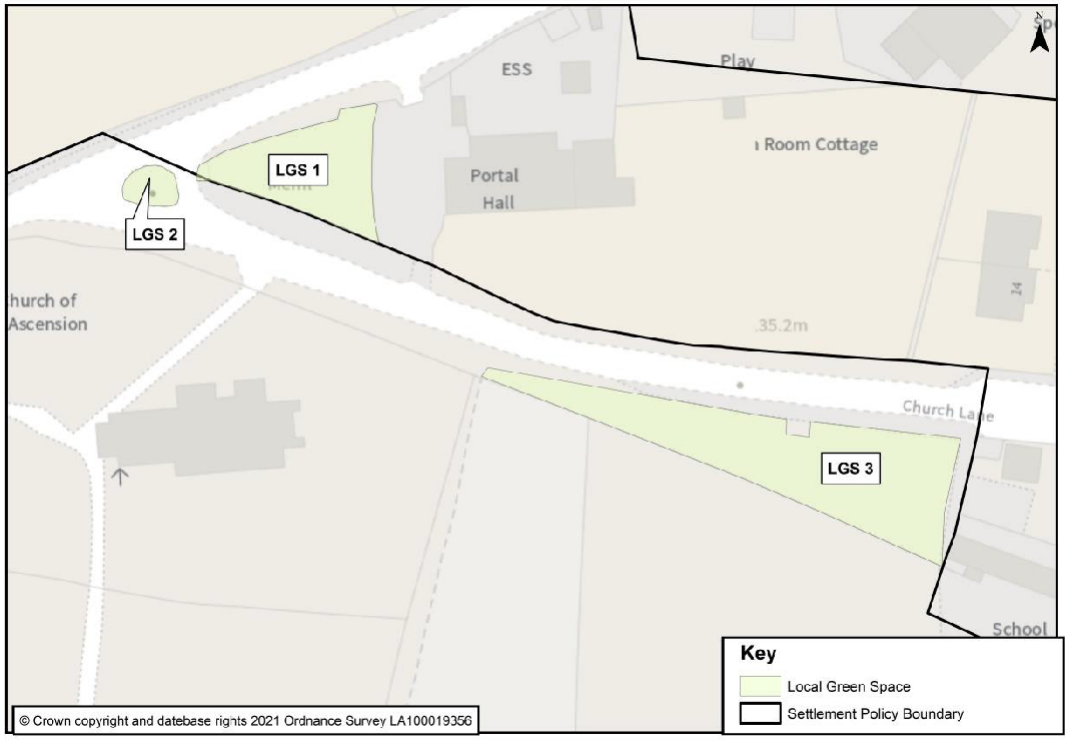 N
Spo
ESS
Play
LGS 1
Portal
Hall
ı Room Cottage
LGS 2
14
hurch of
Ascension
.35.2m
Church Lane
LGS 3
School
Key
Local Green Space
Settlement Policy Boundary
© Crown copyright and datebase rights 2021 Ordnance Survey LA100019356